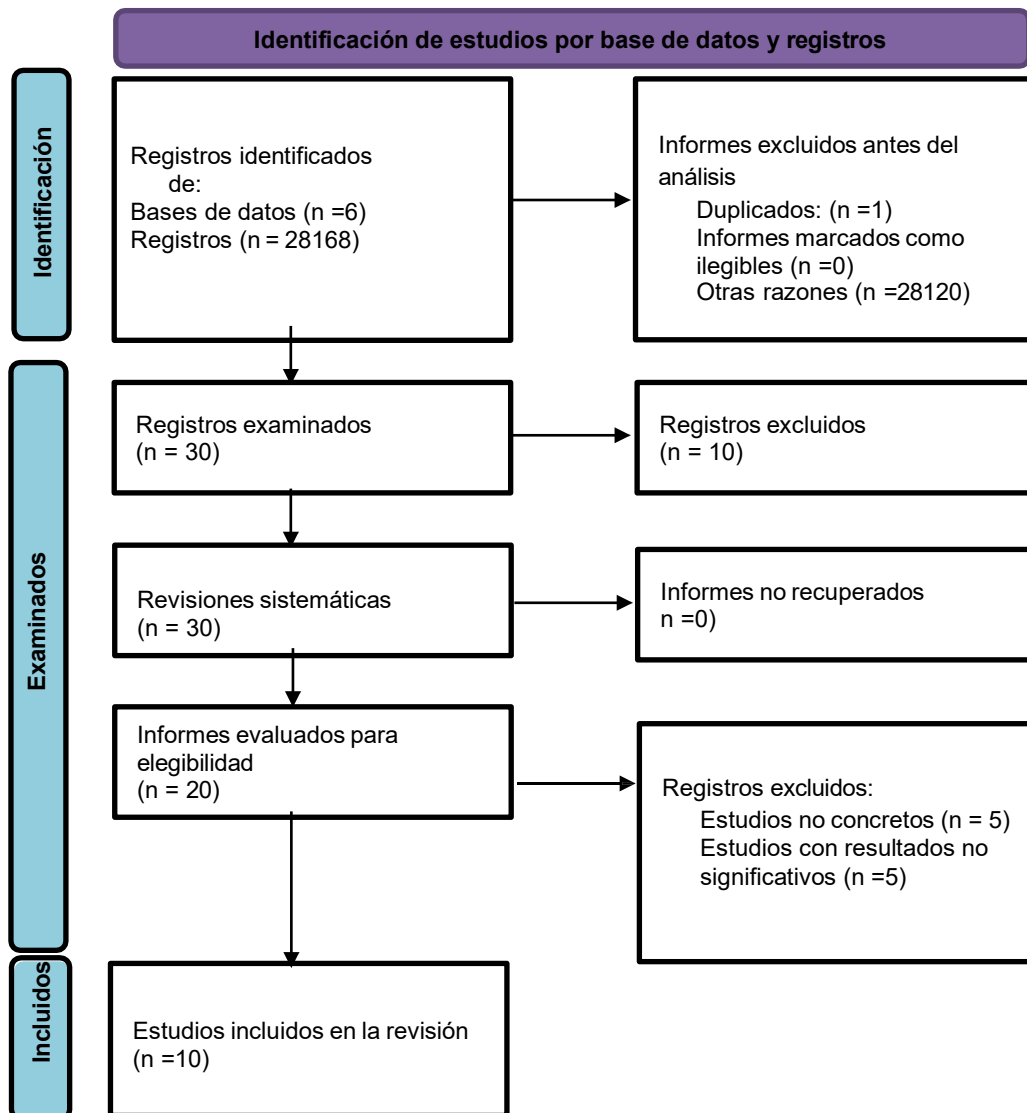 Identificación de estudios por base de datos y registros
Identificación
Registros identificados
de:
Bases de datos (n =6)
Registros (n = 28168)
Informes excluidos antes del
análisis
Duplicados: (n =1)
Informes marcados como
ilegibles (n =0)
Otras razones (n =28120)
Examinados
Registros examinados
(n = 30)
Registros excluidos
(n = 10)
Revisiones sistemáticas
(n = 30)
Informes no recuperados
n =0)
Informes evaluados para
elegibilidad
(n = 20)
Registros excluidos:
Estudios no concretos (n = 5)
Estudios con resultados no
significativos (n =5)
Incluidos
Estudios incluidos en la revisión
(n =10)